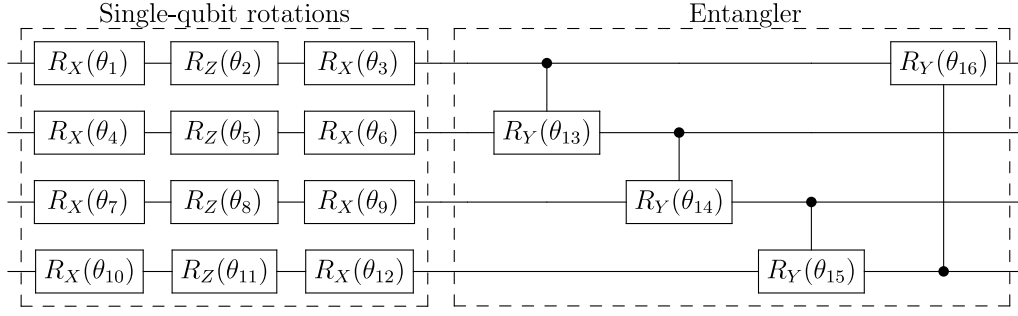 Single-qubit rotations Entangler
R_X(θ_1) R_Z(θ_2) R_X(θ_3) R_Y(θ_16)
R_X(θ_4) R_Z(θ_5) R_X(θ_6) R_Y(θ_13)
R_X(θ_7) R_Z(θ_8) R_X(θ_9) R_Y(θ_14)
R_X(θ_10) R_Z(θ_11) R_X(θ_12) R_Y(θ_15)